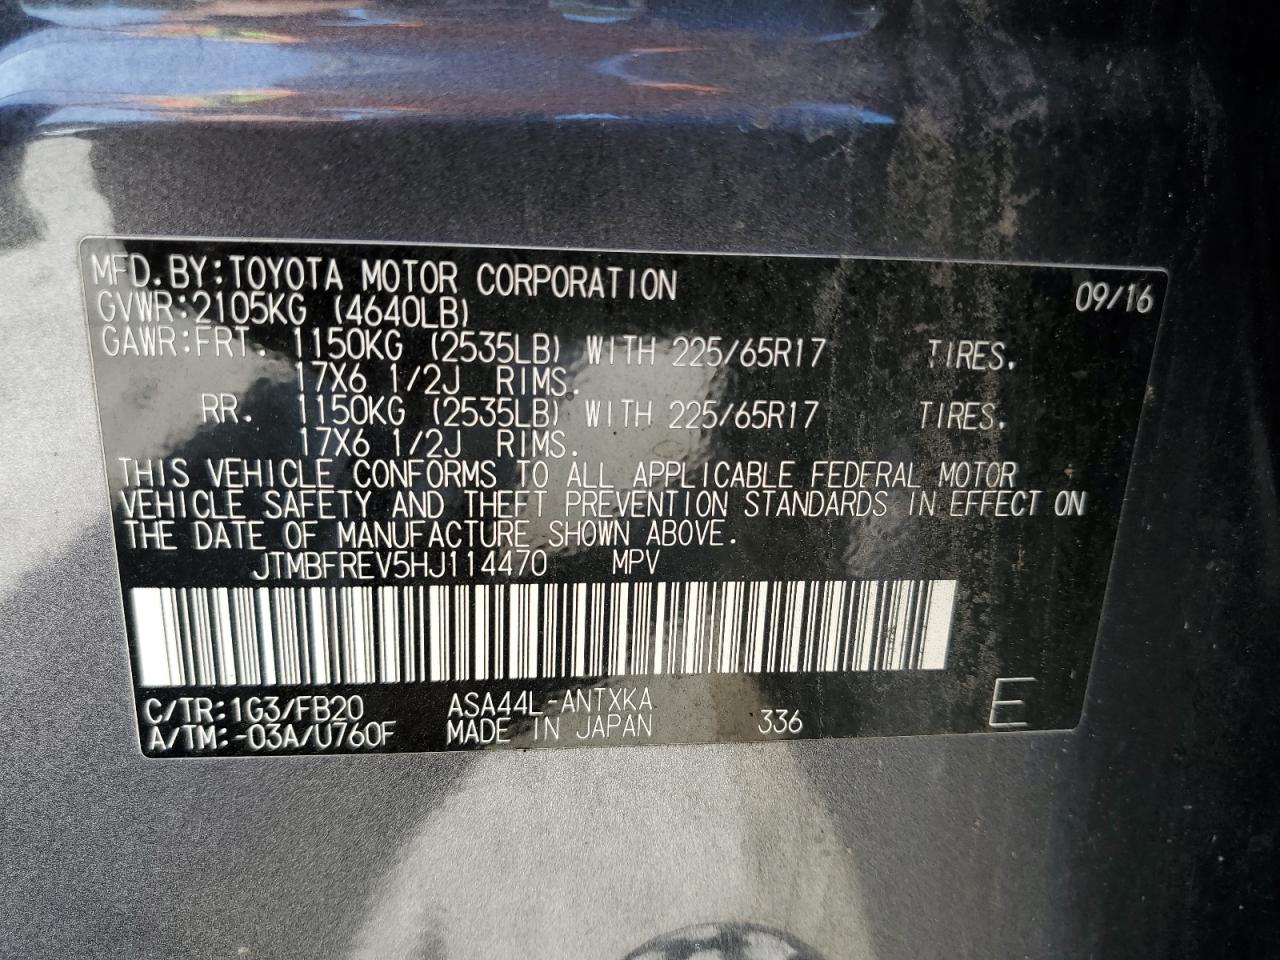 MFD.BY:TOYOTA MOTOR CORPORATION 09/16
GVWR:2105KG (4640LB)
GAWR:FRT. 1150KG (2535LB) WITH 225/65R17 TIRES.
17X6 1/2J RIMS.
RR. 1150KG (2535LB) WITH 225/65R17 TIRES.
17X6 1/2J RIMS.
THIS VEHICLE CONFORMS TO ALL APPLICABLE FEDERAL MOTOR
VEHICLE SAFETY AND THEFT PREVENTION STANDARDS IN EFFECT ON
THE DATE OF MANUFACTURE SHOWN ABOVE.
JTMBFREV5HJ114470 MPV
C/TR:1G3/FB20 ASA44L-ANTXKA
A/TM:-03A/U760F MADE IN JAPAN 336 E